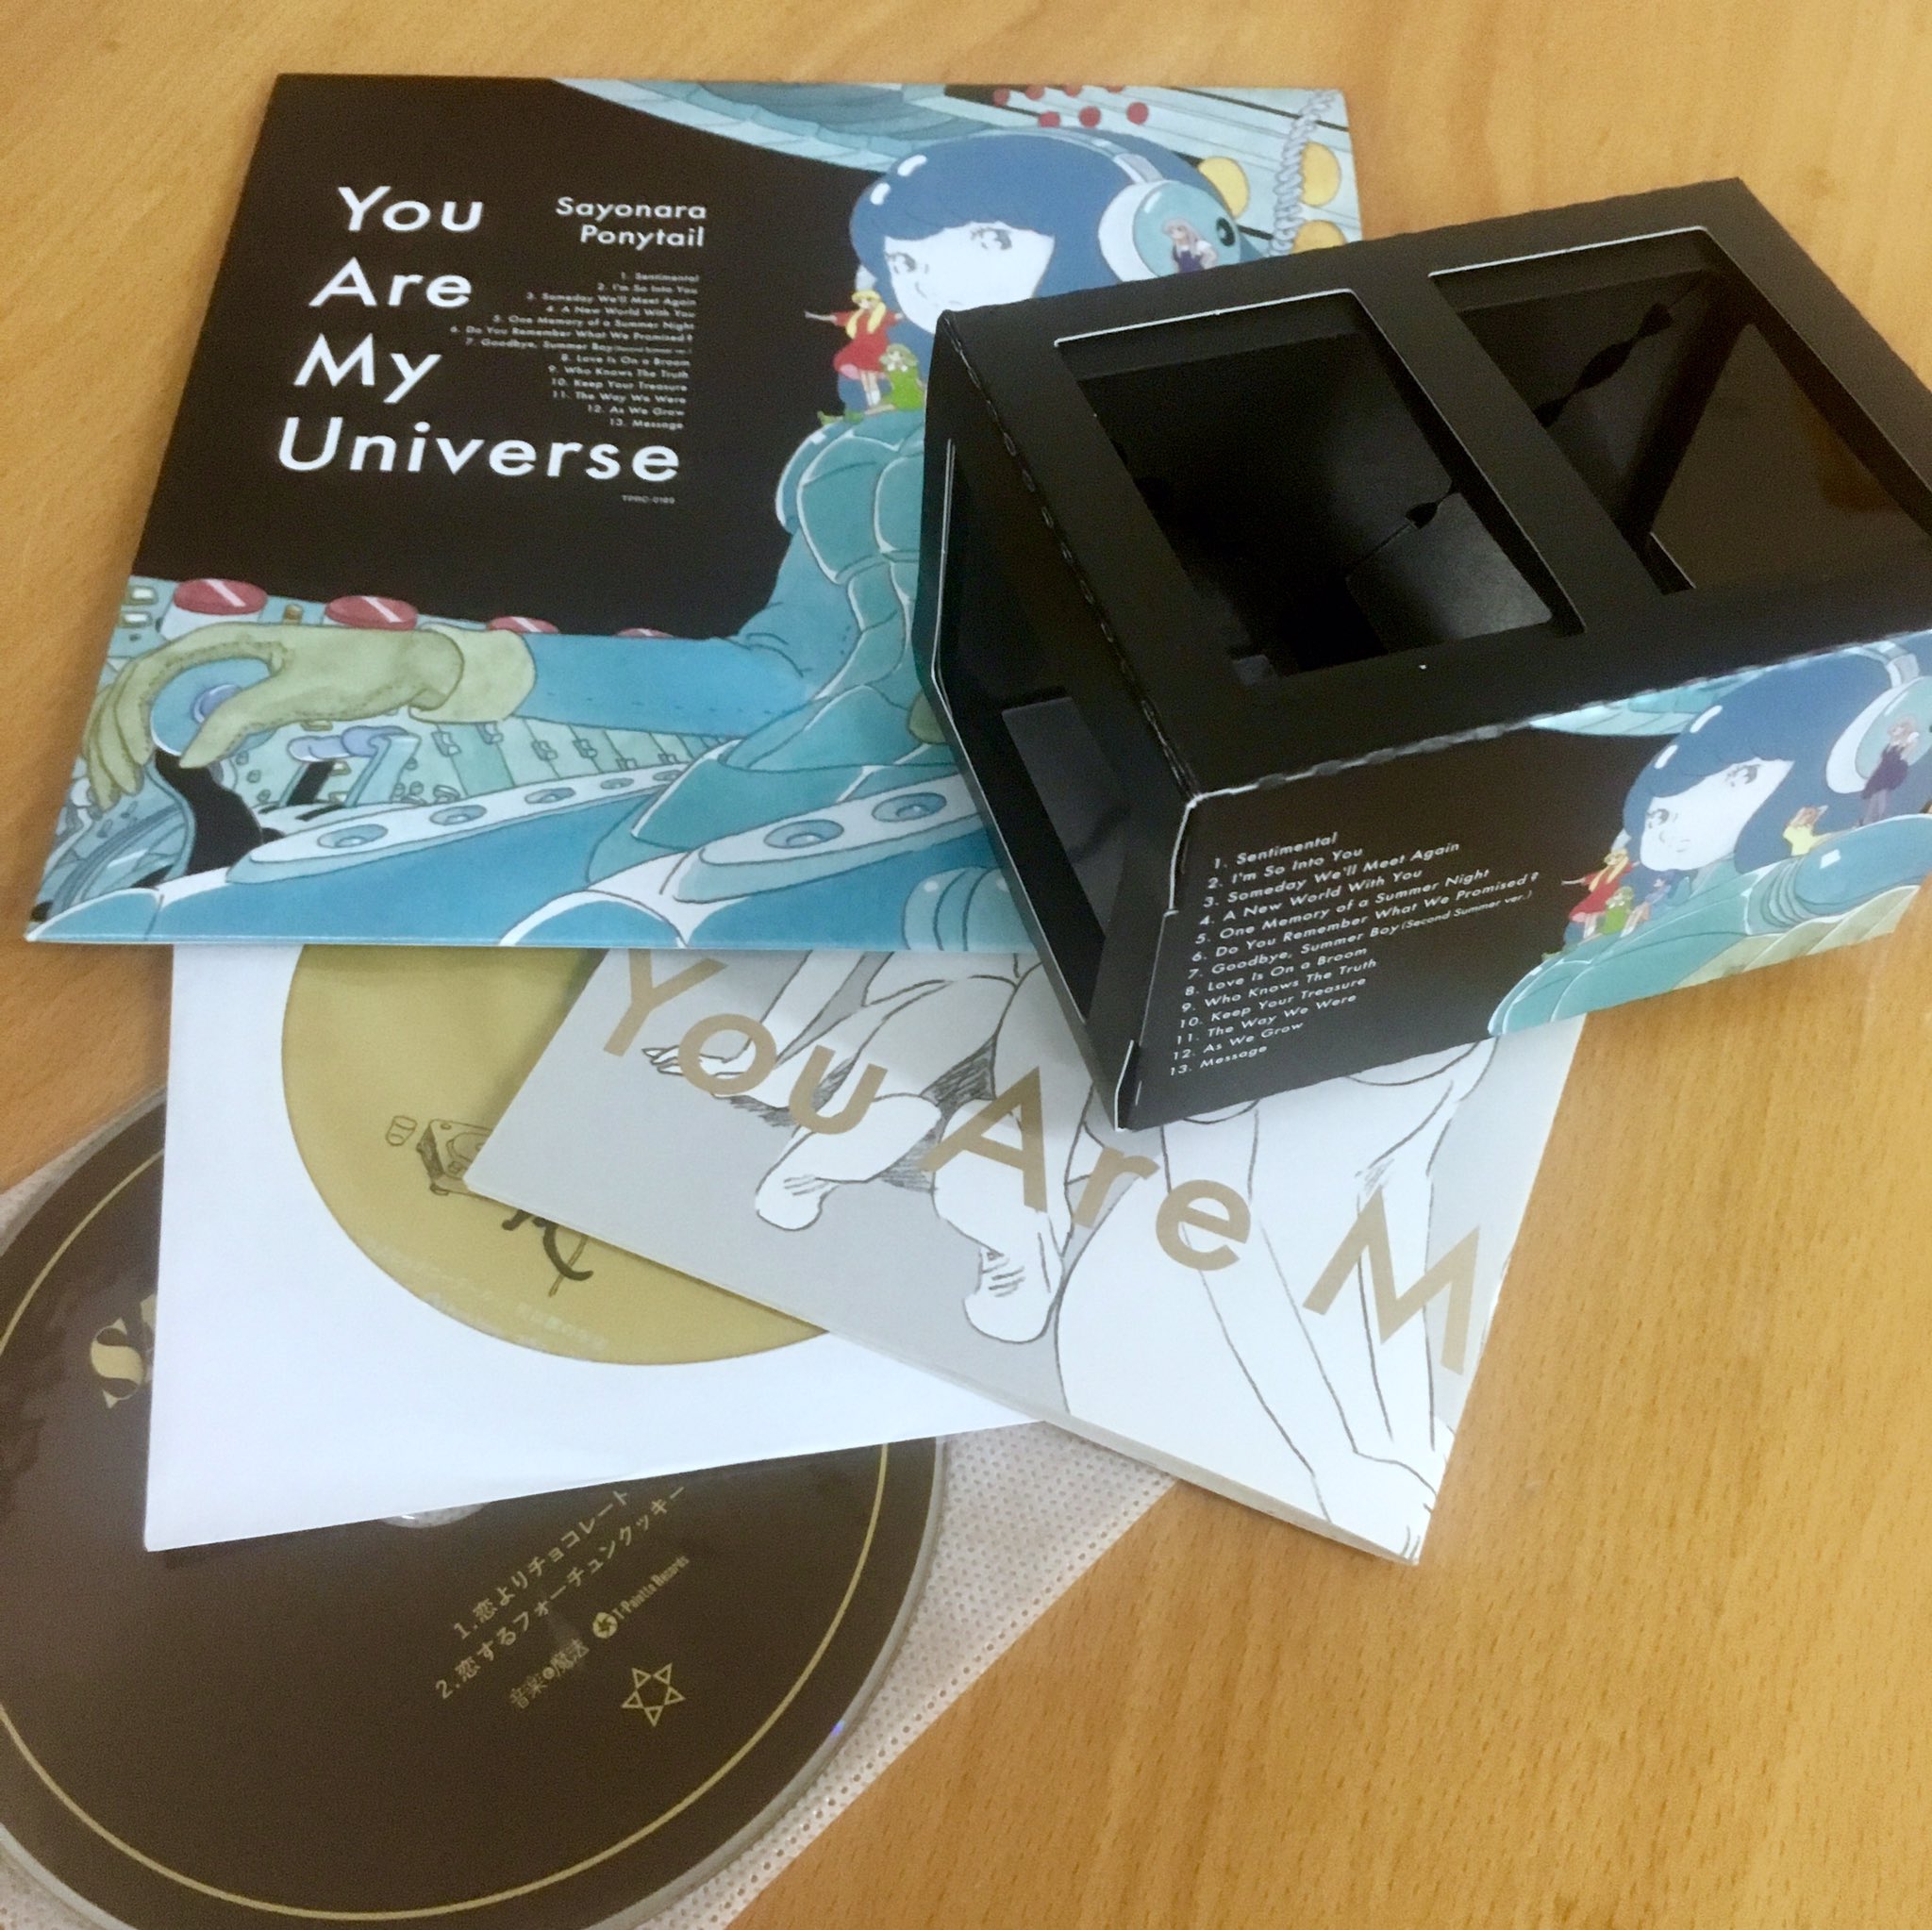 You
Are
My
Universe
Sayonara
Ponytail
1. Sentimental
2. I'm So Into You
3. Someday We'll Meet Again
4. A New World With You
5. One Memory of a Summer Night
6. Do You Remember What We Promised?
7. Goodbye, Summer Boy (Second Summer ver.)
8. Love Is On a Broom
9. Who Knows The Truth
10. Keep Your Treasure
11. The Way We Were
12. As We Grow
13. Message
TPRC-0189
1. Sentimental
2. I'm So Into You
3. Someday We'll Meet Again
4. A New World With You
5. One Memory of a Summer Night
6. Do You Remember What We Promised?
7. Goodbye, Summer Boy (Second Summer ver.)
8. Love Is On a Broom
9. Who Knows The Truth
10. Keep Your Treasure
11. The Way We Were
12. As We Grow
13. Message
You Are M
1.恋よりチョコレート
2.恋するフォーチュンクッキー
音楽と魔法
T-Palette Records